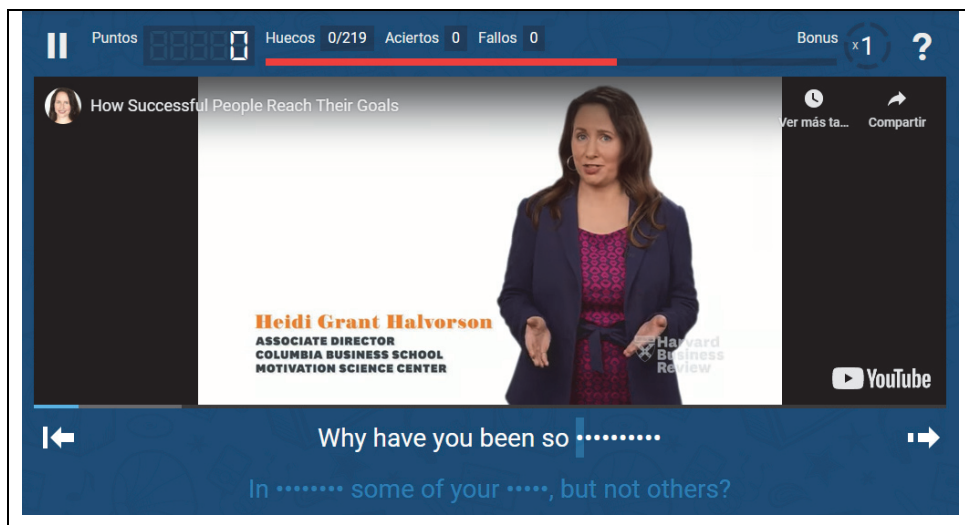 Puntos 0 Huecos 0/219 Aciertos 0 Fallos 0 Bonus x1 ?
How Successful People Reach Their Goals
Ver más ta... Compartir
Heidi Grant Halvorson
ASSOCIATE DIRECTOR
COLUMBIA BUSINESS SCHOOL
MOTIVATION SCIENCE CENTER
Harvard
Business
Review
YouTube
Why have you been so ••••••••••
In •••••••• some of your •••••, but not others?